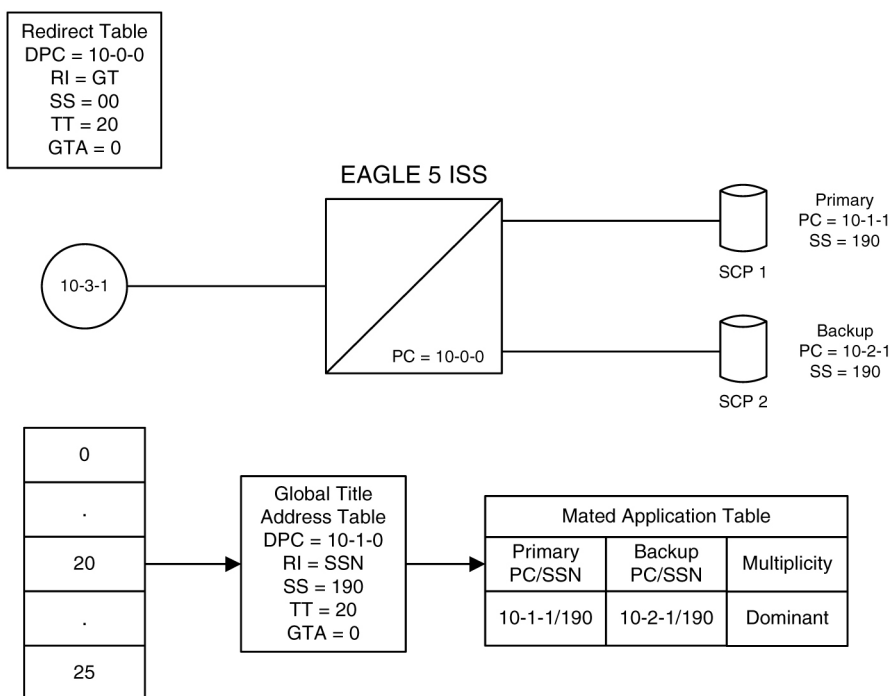 Redirect Table
DPC = 10-0-0
RI = GT
SS = 00
TT = 20
GTA = 0
EAGLE 5 ISS
10-3-1
PC = 10-0-0
SCP 1
Primary
PC = 10-1-1
SS = 190
SCP 2
Backup
PC = 10-2-1
SS = 190
0
.
20
.
25
Global Title
Address Table
DPC = 10-1-0
RI = SSN
SS = 190
TT = 20
GTA = 0
Mated Application Table
Primary
PC/SSN
Backup
PC/SSN
Multiplicity
10-1-1/190
10-2-1/190
Dominant